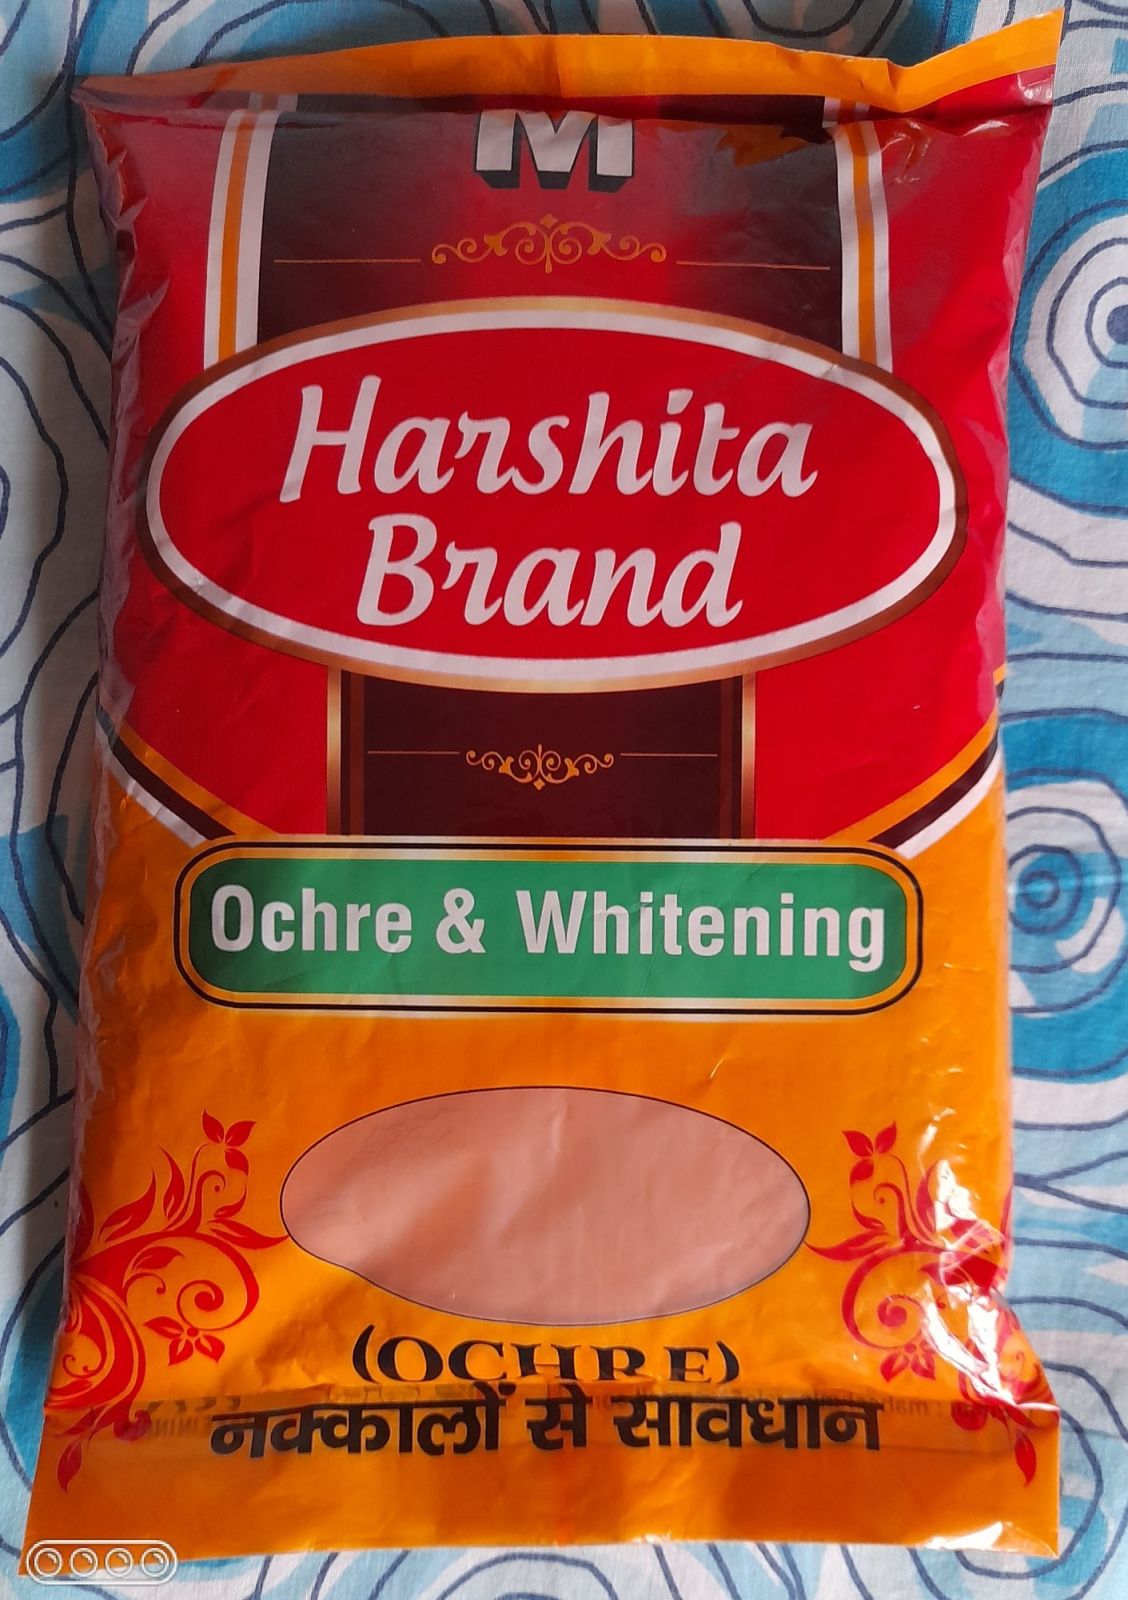 M
Harshita
Brand
Ochre & Whitening
(OCHRE)
नक्कालों से सावधान